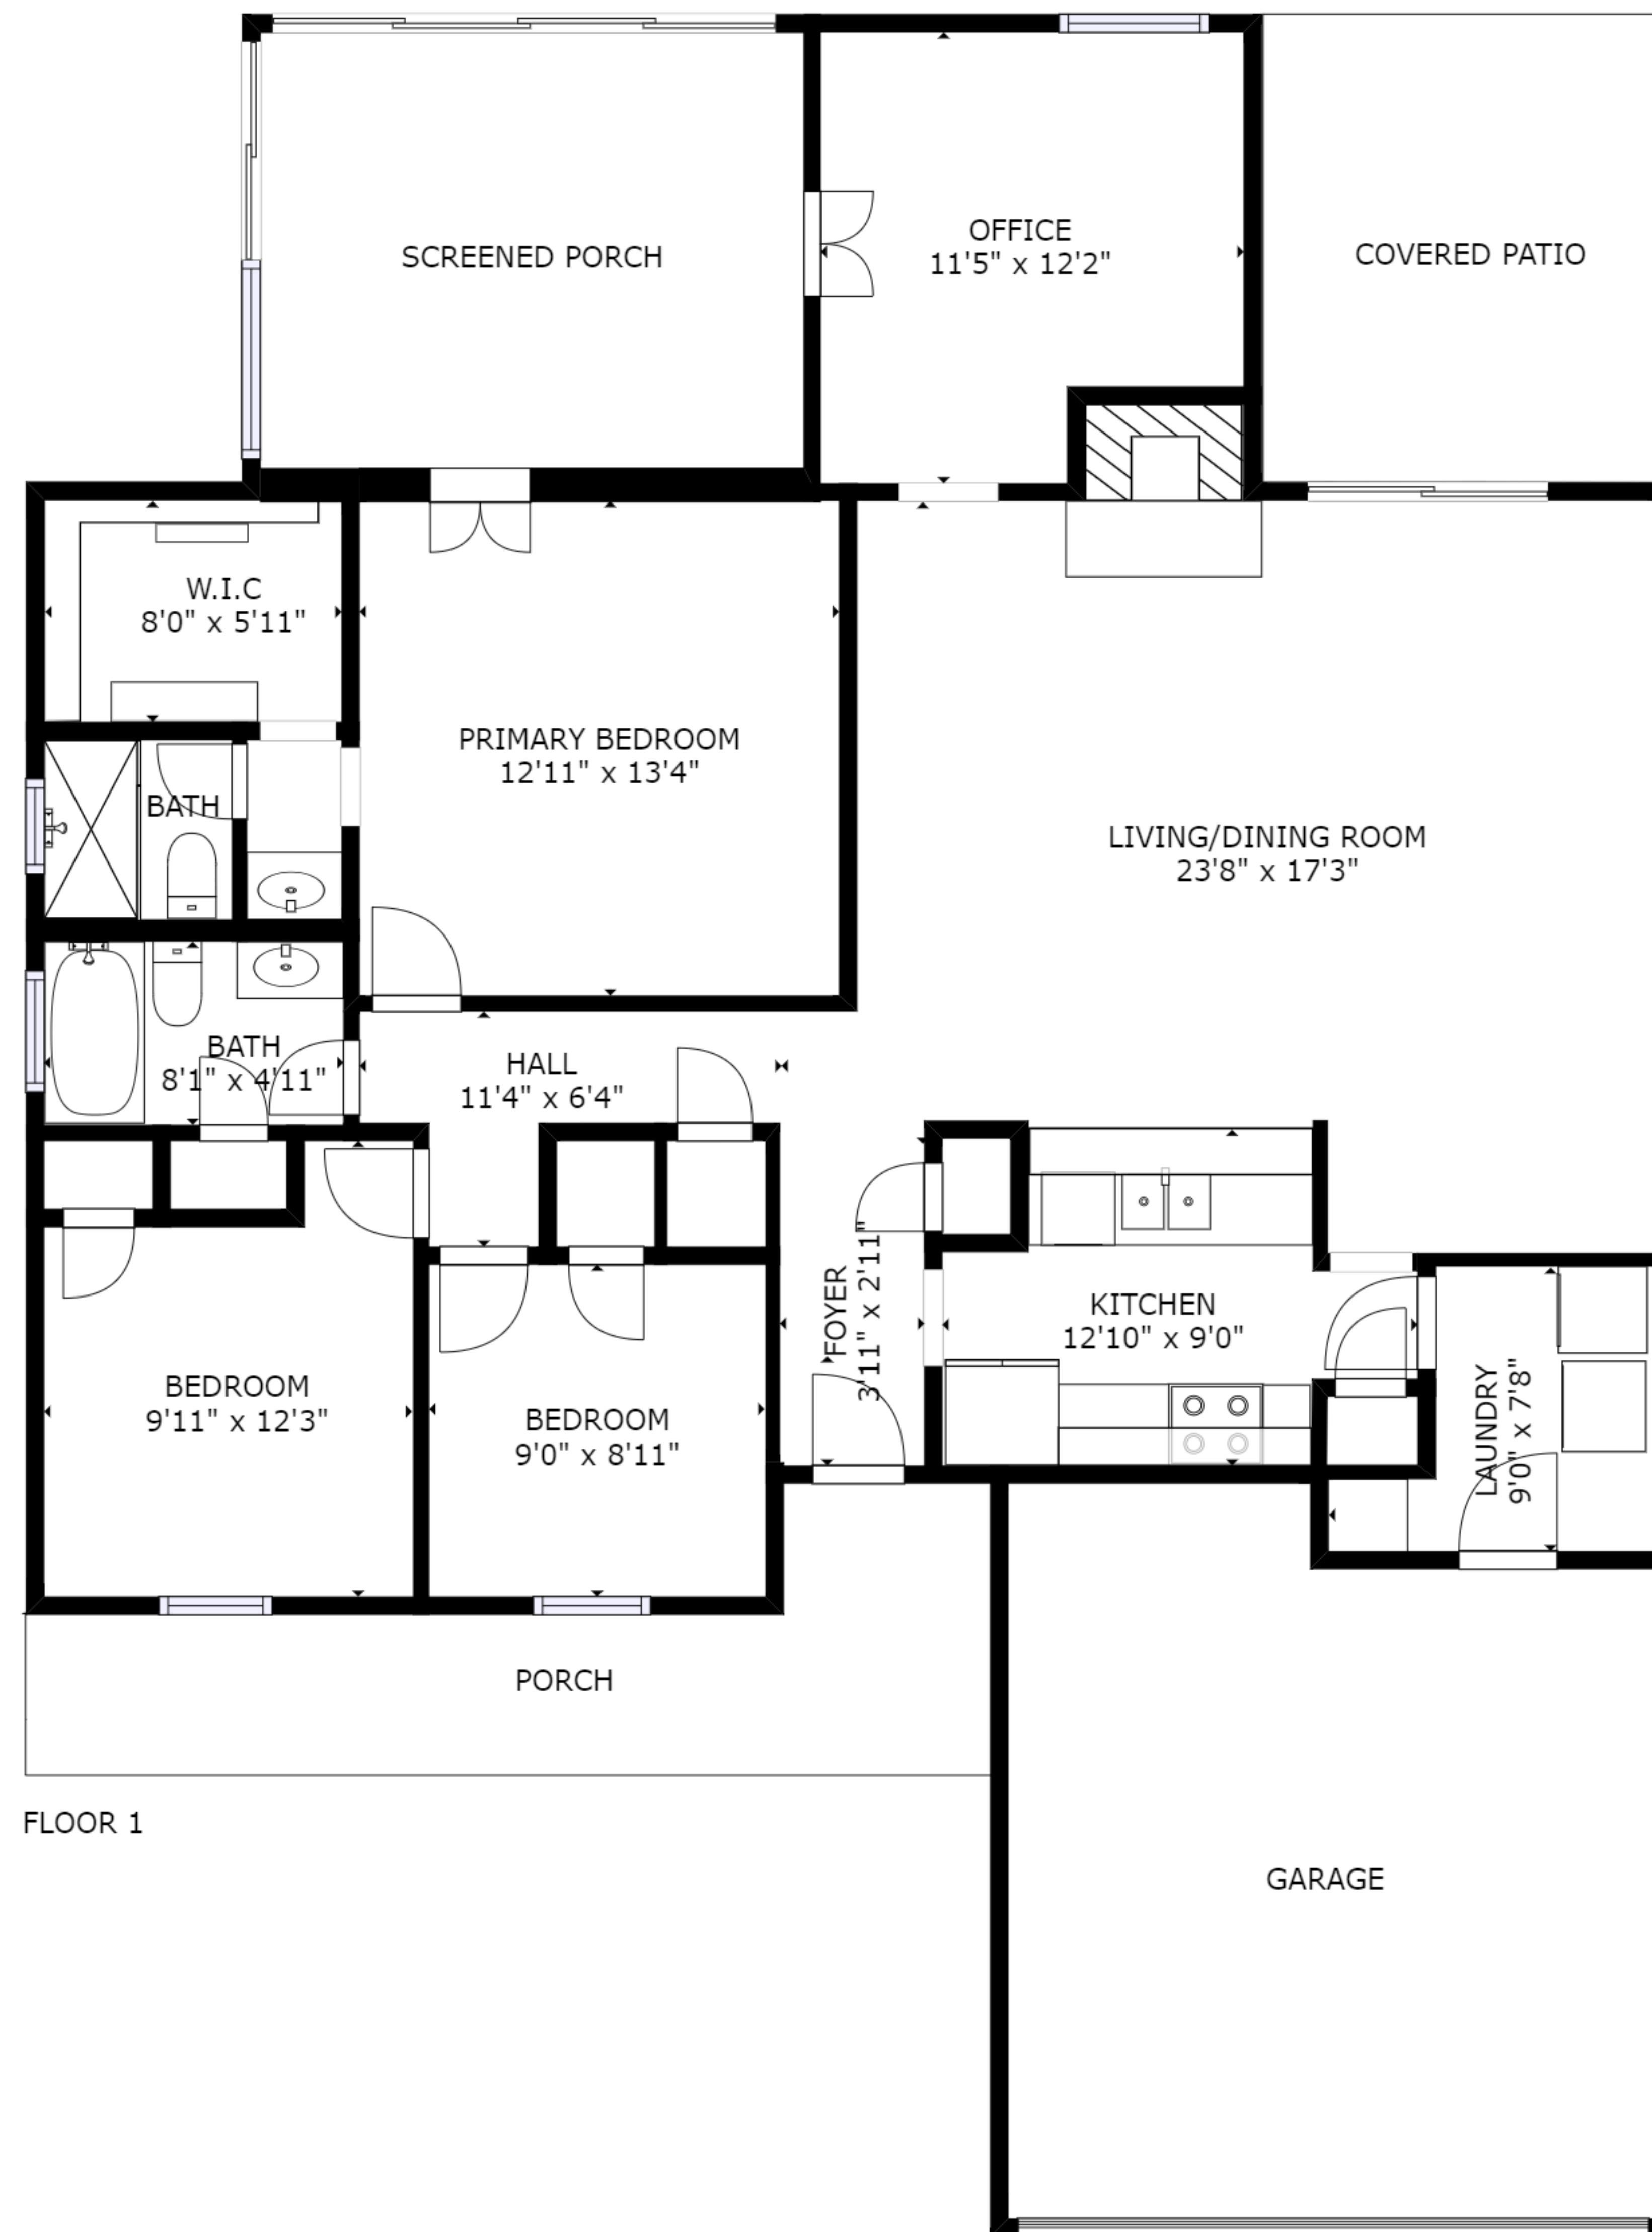 SCREENED PORCH
OFFICE
11'5" x 12'2"
COVERED PATIO
W.I.C
8'0" x 5'11"
PRIMARY BEDROOM
12'11" x 13'4"
BATH
LIVING/DINING ROOM
23'8" x 17'3"
BATH
8'1" x 4'11"
HALL
11'4" x 6'4"
FOYER
3'11" x 2'11"
KITCHEN
12'10" x 9'0"
LAUNDRY
9'0" x 7'8"
BEDROOM
9'11" x 12'3"
BEDROOM
9'0" x 8'11"
PORCH
FLOOR 1
GARAGE